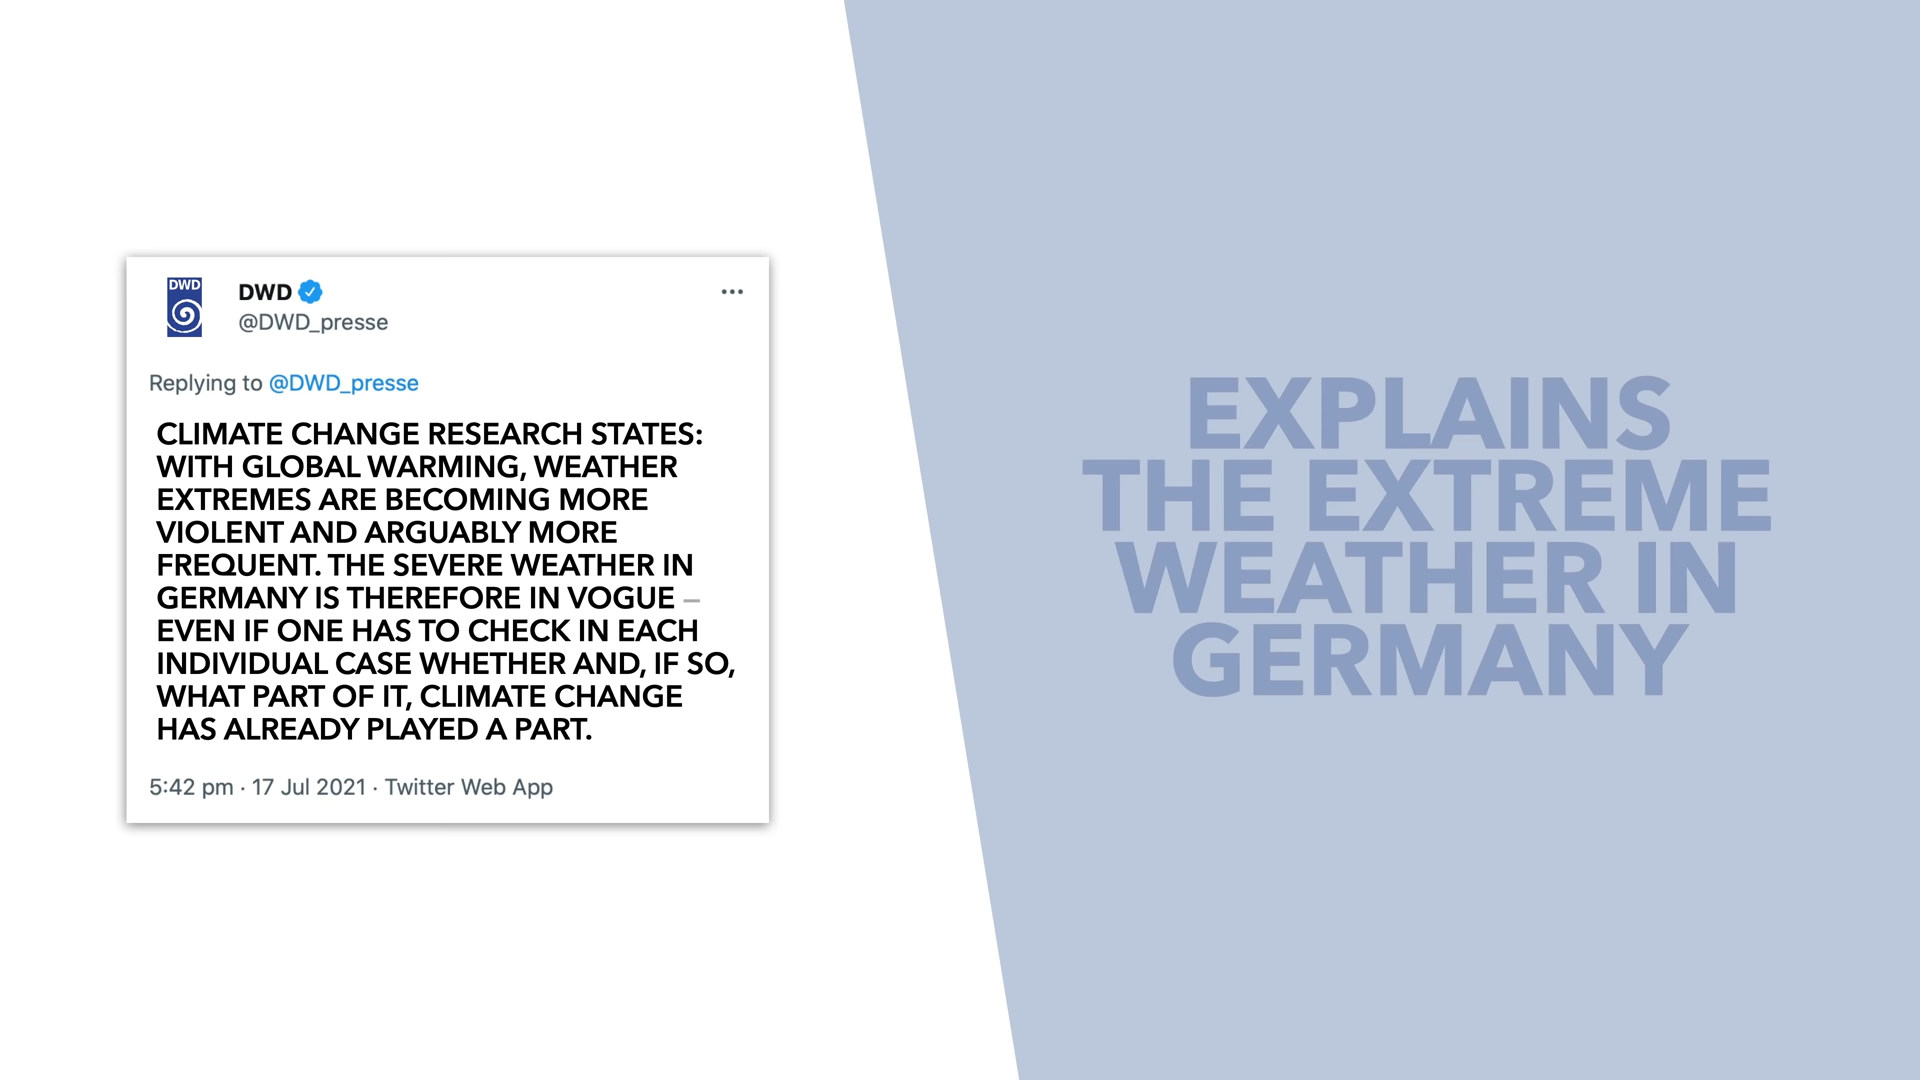 DWD
DWD
@DWD_presse
Replying to @DWD_presse
CLIMATE CHANGE RESEARCH STATES:
WITH GLOBAL WARMING, WEATHER
EXTREMES ARE BECOMING MORE
VIOLENT AND ARGUABLY MORE
FREQUENT. THE SEVERE WEATHER IN
GERMANY IS THEREFORE IN VOGUE –
EVEN IF ONE HAS TO CHECK IN EACH
INDIVIDUAL CASE WHETHER AND, IF SO,
WHAT PART OF IT, CLIMATE CHANGE
HAS ALREADY PLAYED A PART.
5:42 pm · 17 Jul 2021 · Twitter Web App
EXPLAINS
THE EXTREME
WEATHER IN
GERMANY